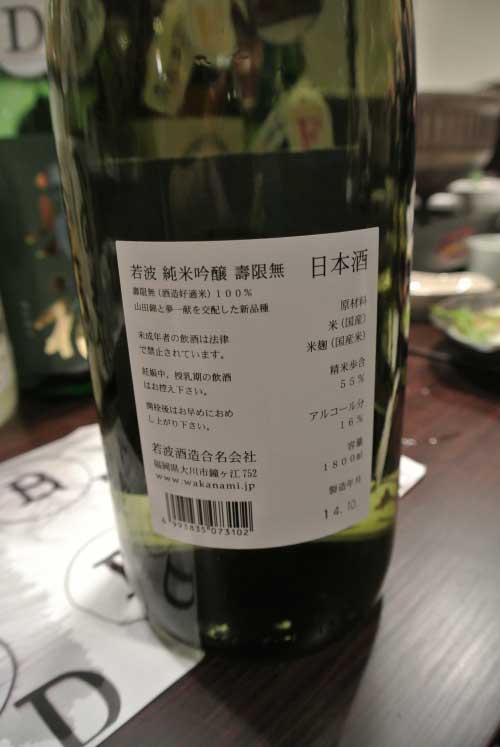 若波 純米吟醸 壽限無
日本酒
壽限無(酒造好適米)100%
山田錦と夢一献を交配した新品種
未成年者の飲酒は法律
で禁止されています。
妊娠中、授乳期の飲酒
はお控え下さい。
開栓後はお早めにおめ
し上がり下さい。
若波酒造合名会社
福岡県大川市鐘ヶ江752
www.wakanami.jp
4993835073102
原材料
米(国産)
米麹(国産米)
精米歩合
55%
アルコール分
16%
容量
1800ml
製造年月
14.10.
D
B
D